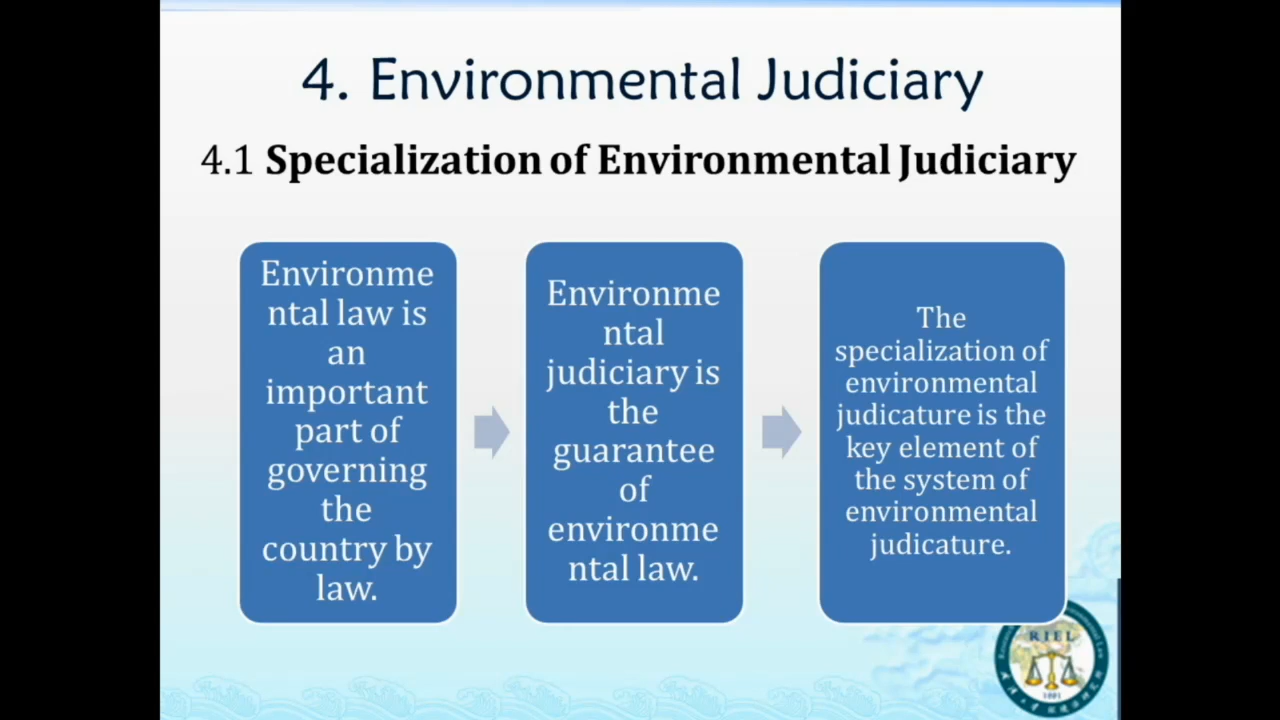 4. Environmental Judiciary
4.1 Specialization of Environmental Judiciary
Environme
ntal law is
an
important
part of
governing
the
country by
law.
Environme
ntal
judiciary is
the
guarantee
of
environme
ntal law.
The
specialization of
environmental
judicature is the
key element of
the system of
environmental
judicature.
RIEL